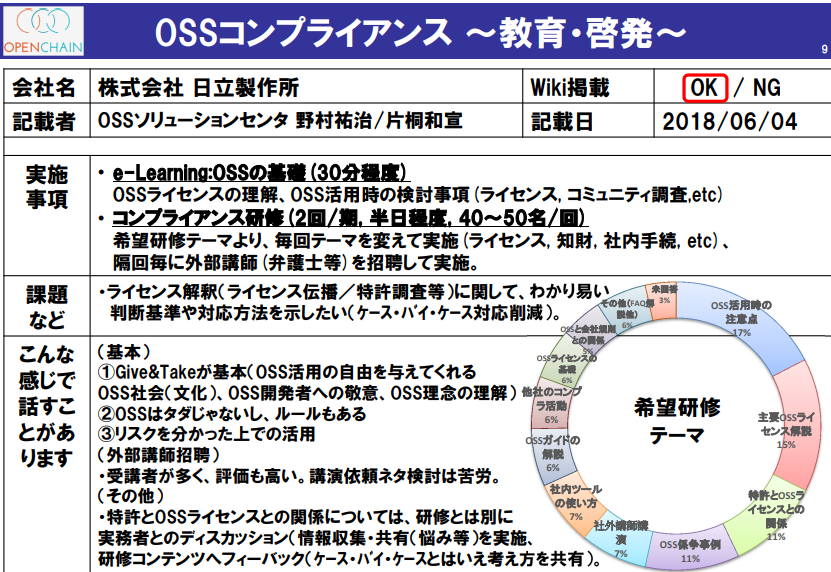 OPENCHAIN
OSSコンプライアンス ～教育・啓発～
9
会社名
株式会社 日立製作所
Wiki掲載
OK / NG
記載者
OSSソリューションセンタ 野村祐治/片桐和宣
記載日
2018/06/04
実施
事項
・ e-Learning:OSSの基礎(30分程度)
OSSライセンスの理解、OSS活用時の検討事項(ライセンス, コミュニティ調査,etc)
・ コンプライアンス研修(2回/期, 半日程度, 40～50名/回)
希望研修テーマより、毎回テーマを変えて実施(ライセンス, 知財, 社内手続, etc)、
隔回毎に外部講師(弁護士等)を招聘して実施。
課題
など
・ライセンス解釈(ライセンス伝播／特許調査等)に関して、わかり易い
判断基準や対応方法を示したい(ケース・バイ・ケース対応削減)。
こんな
感じで
話すこ
とがあ
ります
(基本)
①Give&Takeが基本(OSS活用の自由を与えてくれる
OSS社会(文化)、OSS開発者への敬意、OSS理念の理解)
②OSSはタダじゃないし、ルールもある
③リスクを分かった上での活用
(外部講師招聘)
・受講者が多く、評価も高い。講演依頼ネタ検討は苦労。
(その他)
・特許とOSSライセンスとの関係については、研修とは別に
実務者とのディスカッション(情報収集・共有(悩み等)を実施、
研修コンテンツへフィーバック(ケース・バイ・ケースとはいえ考え方を共有)。
希望研修
テーマ
OSS活用時の
注意点
17%
主要OSSライ
センス解説
15%
特許とOSSラ
イセンスとの
関係
11%
OSS係争事例
11%
社外講師講
演
7%
社内ツール
の使い方
7%
OSSガイドの
解説
6%
他社のコンプ
ラ活動
6%
OSSライセンスの
基礎
6%
OSSと会社規則
との関係
5%
その他(FAQ解
説他)
6%
未回答
3%